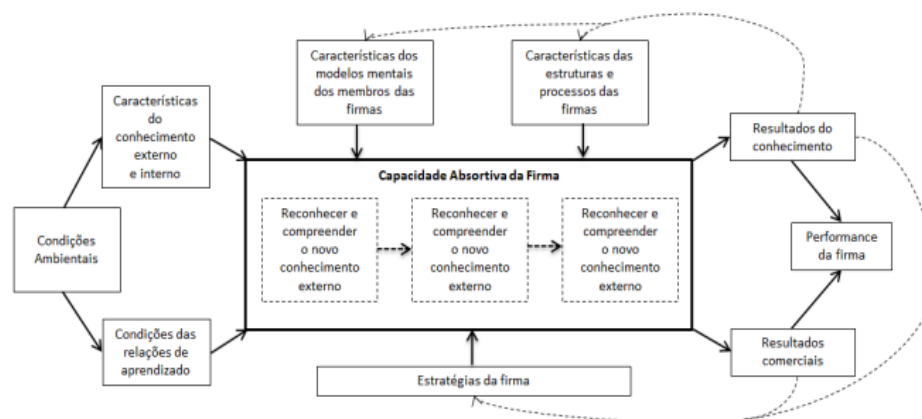 Características dos
modelos mentais
dos membros das
firmas
Características das
estruturas e
processos das
firmas
Características
do
conhecimento
externo
e interno
Resultados do
conhecimento
Capacidade Absortiva da Firma
Reconhecer e
compreender
o novo
conhecimento
externo
Reconhecer e
compreender
o novo
conhecimento
externo
Reconhecer e
compreender
o novo
conhecimento
externo
Condições
Ambientais
Performance
da firma
Condições das
relações de
aprendizado
Resultados
comerciais
Estratégias da firma